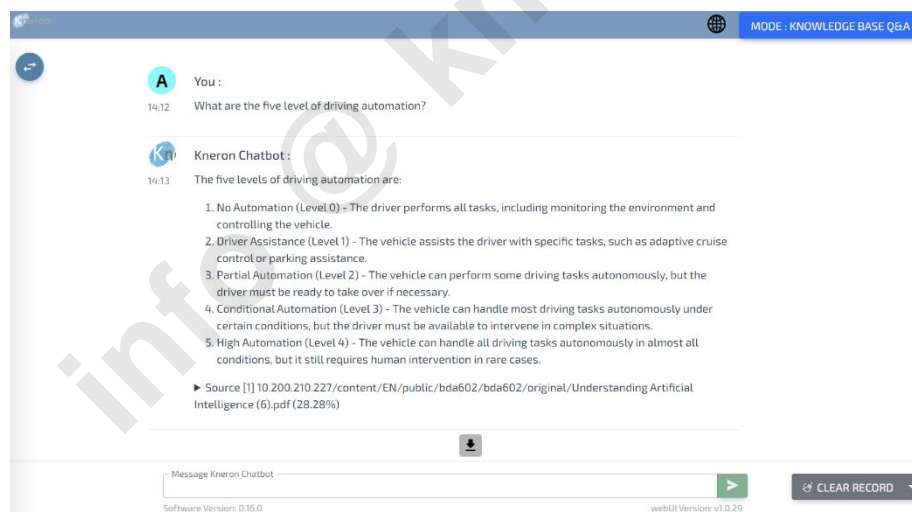 Kneron
MODE : KNOWLEDGE BASE Q&A
A
You :
14:12
What are the five level of driving automation?
Kn
Kneron Chatbot :
14:13
The five levels of driving automation are:
1. No Automation (Level 0) - The driver performs all tasks, including monitoring the environment and
controlling the vehicle.
2. Driver Assistance (Level 1) - The vehicle assists the driver with specific tasks, such as adaptive cruise
control or parking assistance.
3. Partial Automation (Level 2) - The vehicle can perform some driving tasks autonomously, but the
driver must be ready to take over if necessary.
4. Conditional Automation (Level 3) - The vehicle can handle most driving tasks autonomously under
certain conditions, but the driver must be available to intervene in complex situations.
5. High Automation (Level 4) - The vehicle can handle all driving tasks autonomously in almost all
conditions, but it still requires human intervention in rare cases.
▶ Source [1] 10.200.210.227/content/EN/public/bda602/bda602/original/Understanding Artificial
Intelligence (6).pdf (28.28%)
Message Kneron Chatbot
CLEAR RECORD
Software Version: 0.16.0
webUI Version: v1.0.29
info @ kn